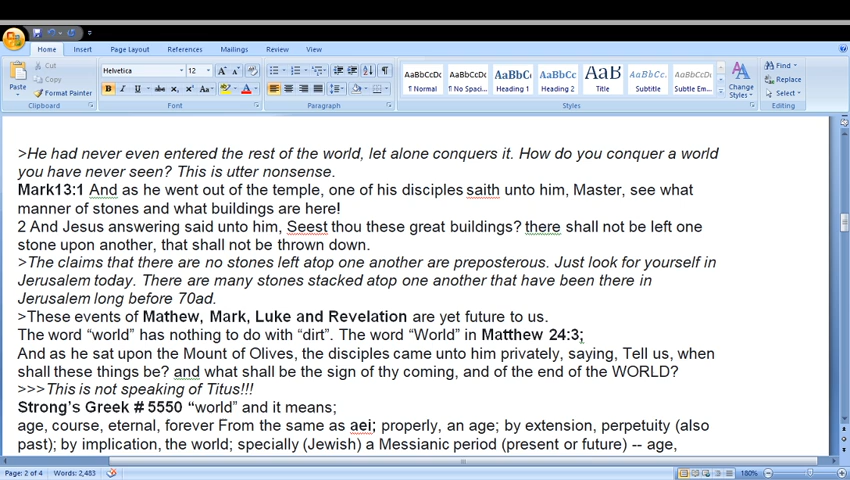 Home Insert Page Layout References Mailings Review View
Cut
Copy
Paste
Format Painter
Clipboard
Helvetica 12
B I U abc x₂ x² Aa
Font
Paragraph
AaBbCcDc AaBbCcDc AaBbCc AaBbCc AaB AaBbCc. AaBbCcDc
¶ Normal ¶ No Spaci... Heading 1 Heading 2 Title Subtitle Subtle Em...
Change
Styles
Styles
Find
Replace
Select
Editing
>He had never even entered the rest of the world, let alone conquers it. How do you conquer a world
you have never seen? This is utter nonsense.
Mark13:1 And as he went out of the temple, one of his disciples saith unto him, Master, see what
manner of stones and what buildings are here!
2 And Jesus answering said unto him, Seest thou these great buildings? there shall not be left one
stone upon another, that shall not be thrown down.
>The claims that there are no stones left atop one another are preposterous. Just look for yourself in
Jerusalem today. There are many stones stacked atop one another that have been there in
Jerusalem long before 70ad.
>These events of Mathew, Mark, Luke and Revelation are yet future to us.
The word “world” has nothing to do with “dirt”. The word “World” in Matthew 24:3;
And as he sat upon the Mount of Olives, the disciples came unto him privately, saying, Tell us, when
shall these things be? and what shall be the sign of thy coming, and of the end of the WORLD?
>>>This is not speaking of Titus!!!
Strong’s Greek # 5550 “world” and it means;
age, course, eternal, forever From the same as aei; properly, an age; by extension, perpetuity (also
past); by implication, the world; specially (Jewish) a Messianic period (present or future) -- age,
Page: 2 of 4 Words: 2,483 180%